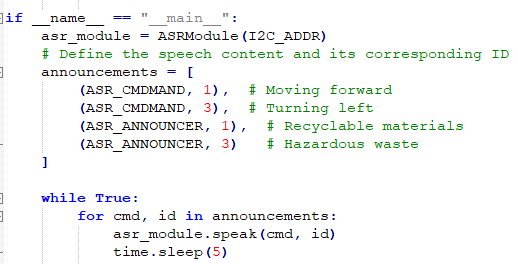 if __name__ == "__main__":
    asr_module = ASRModule(I2C_ADDR)
    # Define the speech content and its corresponding ID
    announcements = [
        (ASR_CMDMAND, 1),  # Moving forward
        (ASR_CMDMAND, 3),  # Turning left
        (ASR_ANNOUNCER, 1),  # Recyclable materials
        (ASR_ANNOUNCER, 3)   # Hazardous waste
    ]

    while True:
        for cmd, id in announcements:
            asr_module.speak(cmd, id)
            time.sleep(5)